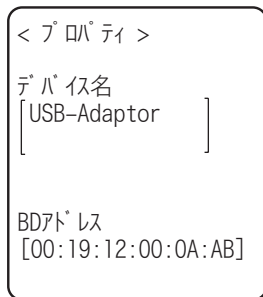 < ﾌﾟﾛﾊﾟﾃｨ >
ﾃﾞﾊﾞｲｽ名
[USB-Adaptor
]
BDｱﾄﾞﾚｽ
[00:19:12:00:0A:AB]